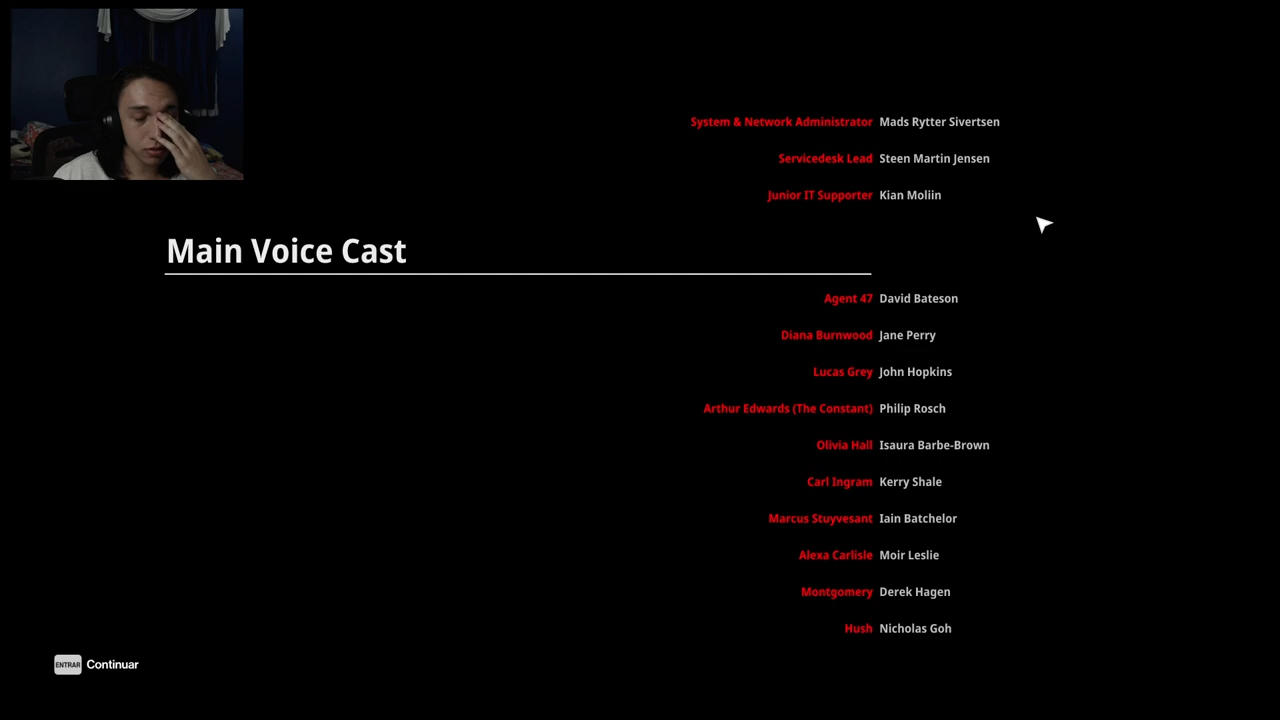 System & Network Administrator Mads Rytter Sivertsen
Servicedesk Lead Steen Martin Jensen
Junior IT Supporter Kian Moliin
Main Voice Cast
Agent 47 David Bateson
Diana Burnwood Jane Perry
Lucas Grey John Hopkins
Arthur Edwards (The Constant) Philip Rosch
Olivia Hall Isaura Barbe-Brown
Carl Ingram Kerry Shale
Marcus Stuyvesant Iain Batchelor
Alexa Carlisle Moir Leslie
Montgomery Derek Hagen
Hush Nicholas Goh
ENTRAR Continuar